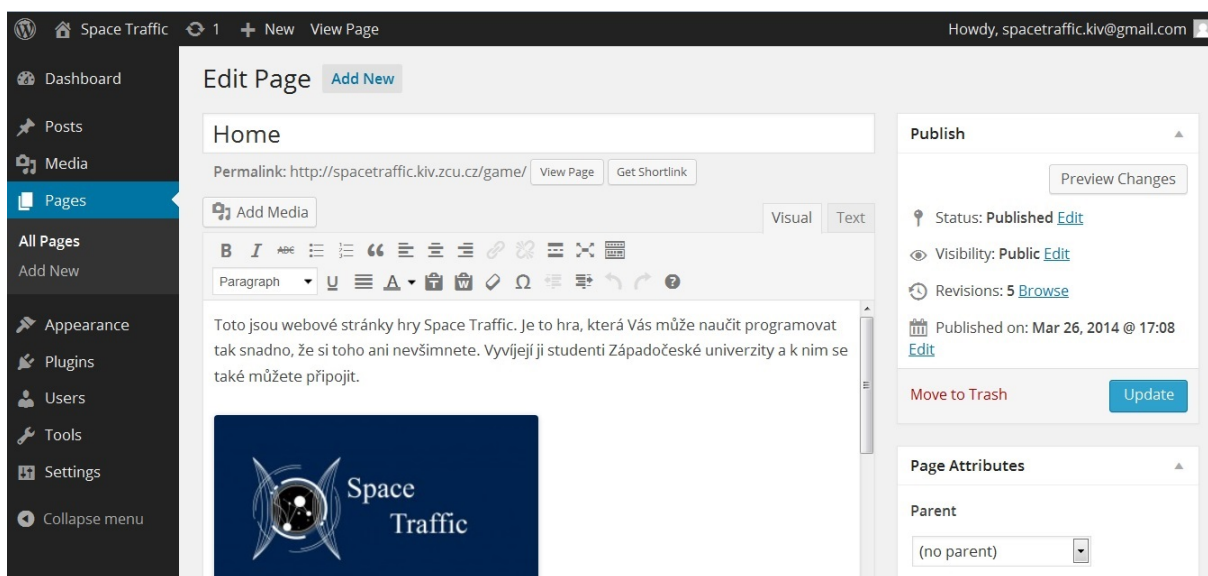 Space Traffic 1 New View Page Howdy, spacetraffic.kiv@gmail.com
Dashboard
Posts
Media
Pages
All Pages
Add New
Appearance
Plugins
Users
Tools
Settings
Collapse menu
Edit Page Add New
Home
Permalink: http://spacetraffic.kiv.zcu.cz/game/ View Page Get Shortlink
Add Media
Visual Text
B I ABC
Paragraph U A T W Ω ?
Toto jsou webové stránky hry Space Traffic. Je to hra, která Vás může naučit programovat
tak snadno, že si toho ani nevšimnete. Vyvíjejí ji studenti Západočeské univerzity a k nim se
také můžete připojit.
Space
Traffic
Publish
Preview Changes
Status: Published Edit
Visibility: Public Edit
Revisions: 5 Browse
Published on: Mar 26, 2014 @ 17:08
Edit
Move to Trash Update
Page Attributes
Parent
(no parent)